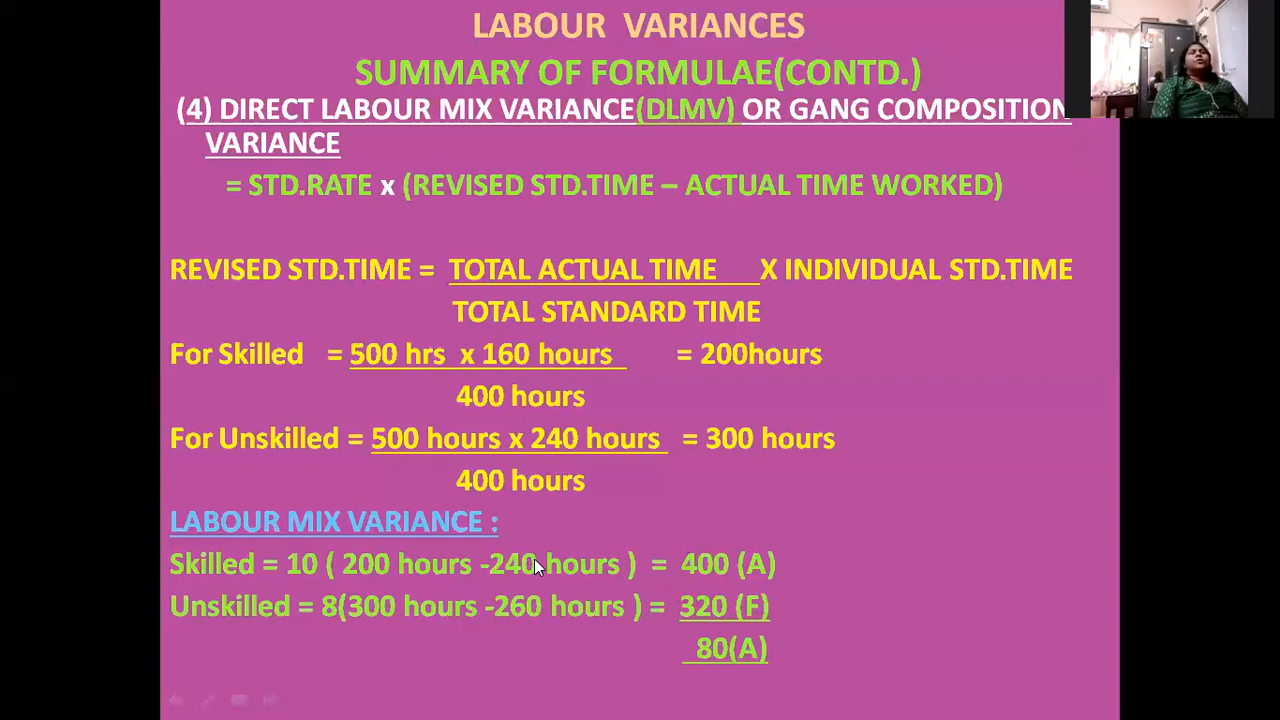 LABOUR VARIANCES
SUMMARY OF FORMULAE(CONTD.)
(4) DIRECT LABOUR MIX VARIANCE(DLMV) OR GANG COMPOSITION
VARIANCE
= STD.RATE x (REVISED STD.TIME – ACTUAL TIME WORKED)
REVISED STD.TIME = TOTAL ACTUAL TIME X INDIVIDUAL STD.TIME
TOTAL STANDARD TIME
For Skilled = 500 hrs x 160 hours = 200hours
400 hours
For Unskilled = 500 hours x 240 hours = 300 hours
400 hours
LABOUR MIX VARIANCE :
Skilled = 10 ( 200 hours -240 hours ) = 400 (A)
Unskilled = 8(300 hours -260 hours ) = 320 (F)
80(A)